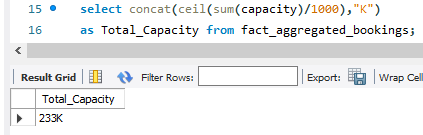 15 select concat(ceil(sum(capacity)/1000),"K")
16 as Total_Capacity from fact_aggregated_bookings;
Result Grid Filter Rows: Export: Wrap Cell
Total_Capacity
233K